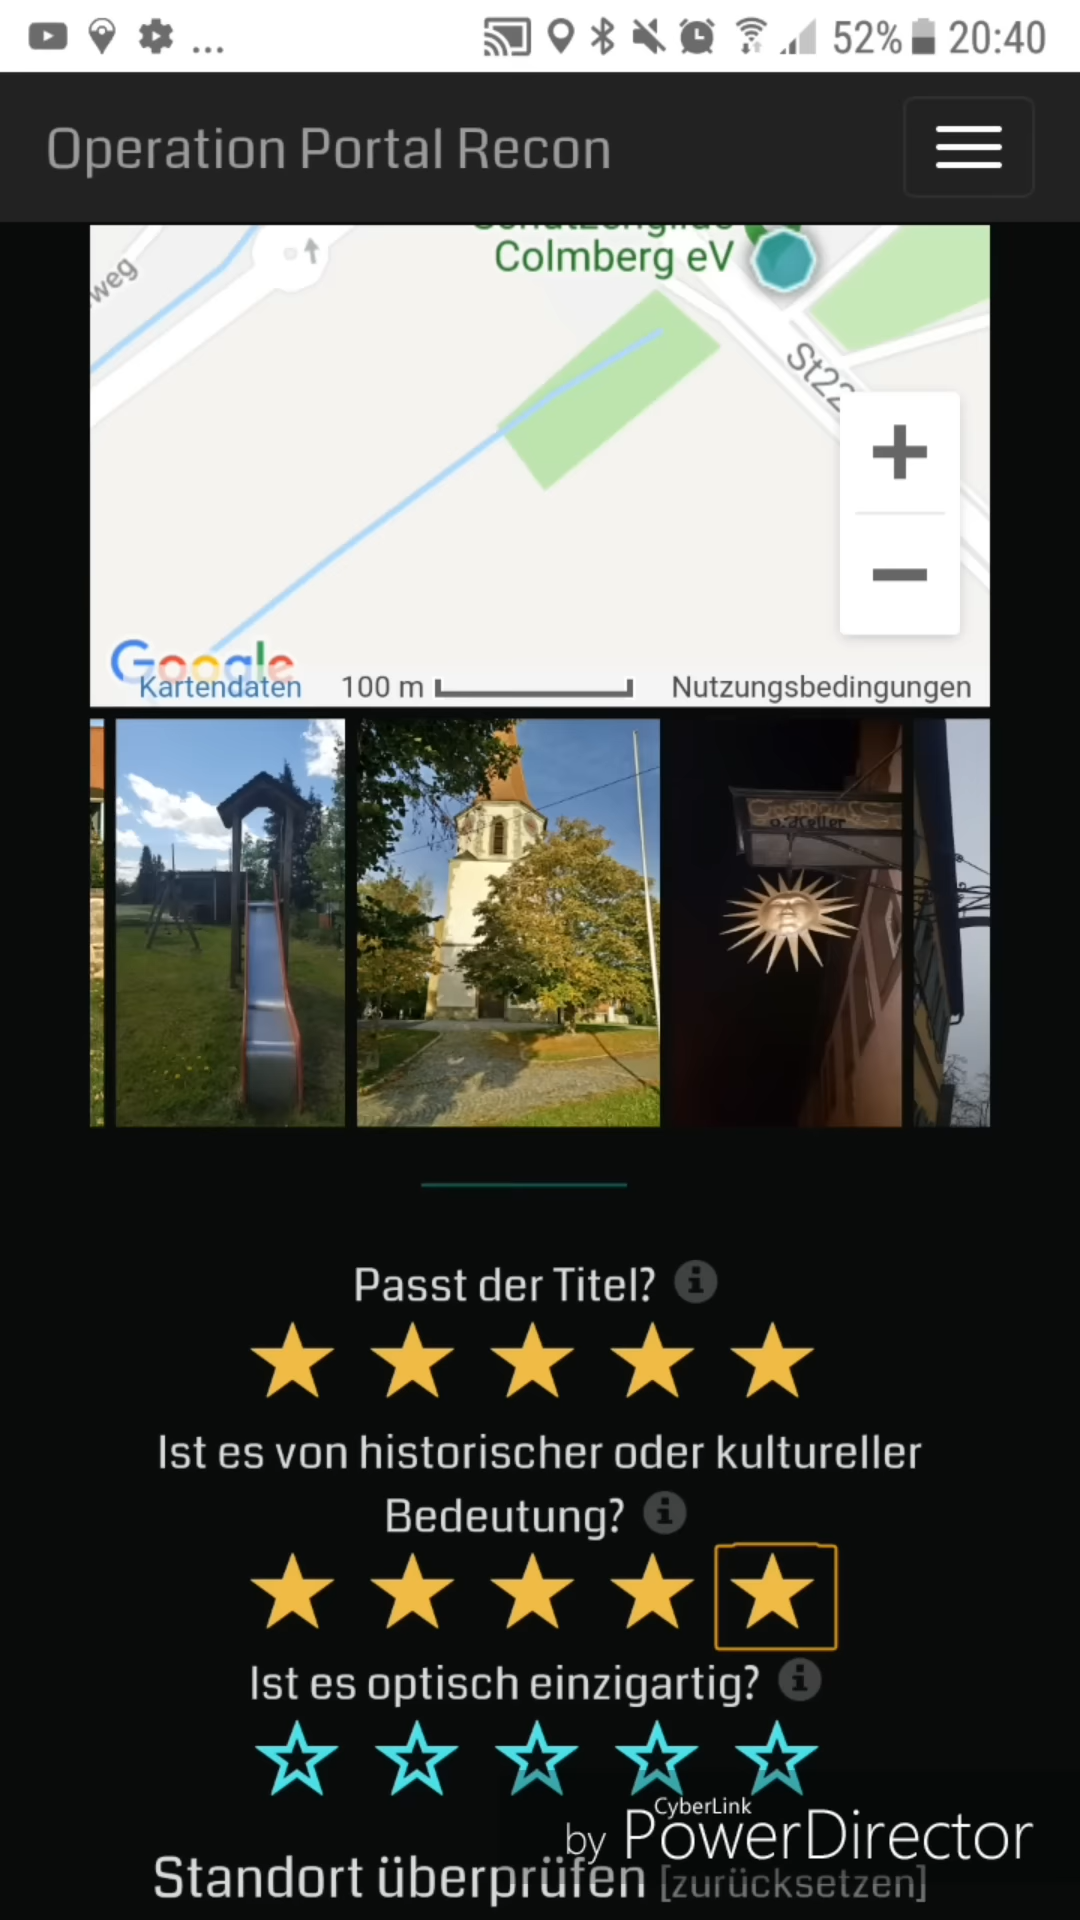 52% 20:40
Operation Portal Recon
Colmberg eV
weg
St22
Google
Kartendaten 100 m Nutzungsbedingungen
Passt der Titel?
Ist es von historischer oder kultureller
Bedeutung?
Ist es optisch einzigartig?
CyberLink
by PowerDirector
Standort überprüfen [zurücksetzen]